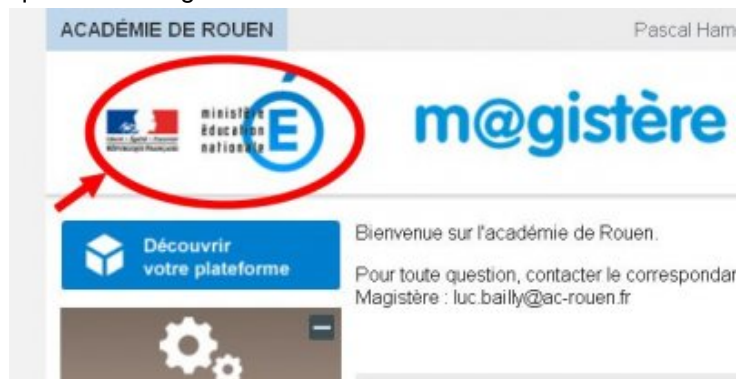 ACADÉMIE DE ROUEN
Pascal Ham
ministère
éducation
nationale
É
m@gistère
Découvrir
votre plateforme
Bienvenue sur l'académie de Rouen.
Pour toute question, contacter le correspondan
Magistère : luc.bailly@ac-rouen.fr